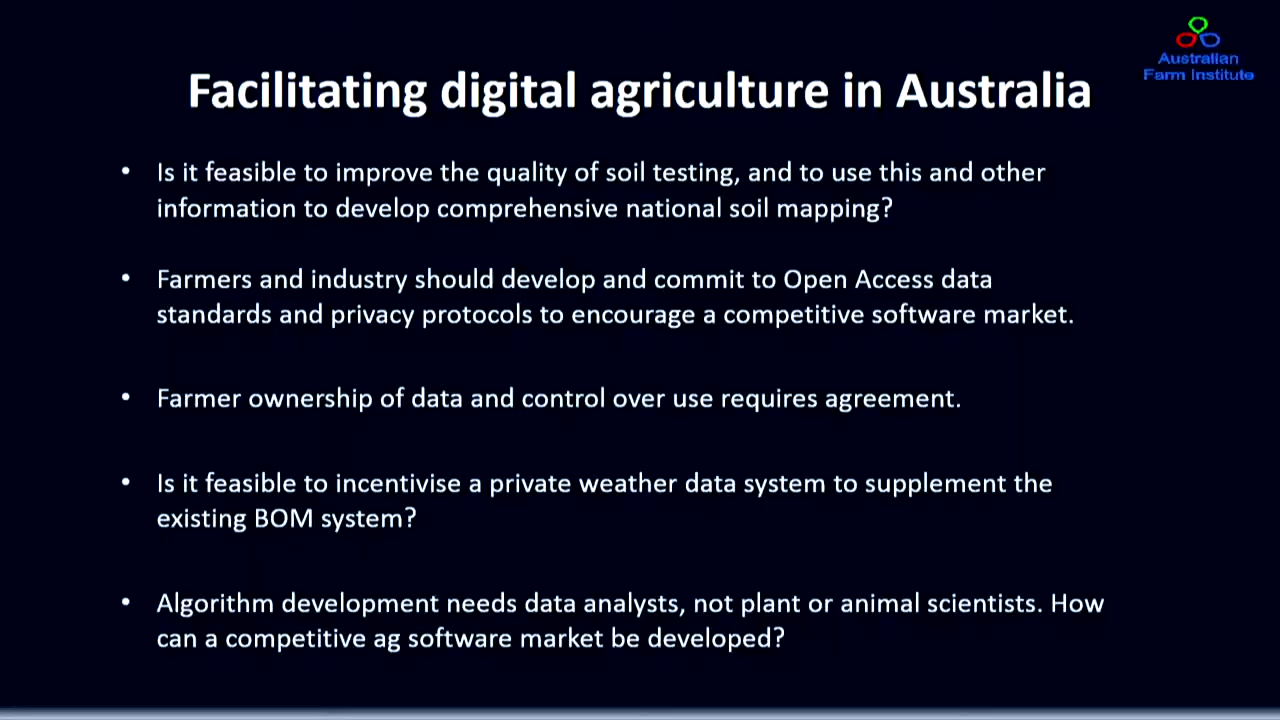 Australian
Farm Institute
Facilitating digital agriculture in Australia
• Is it feasible to improve the quality of soil testing, and to use this and other
information to develop comprehensive national soil mapping?
• Farmers and industry should develop and commit to Open Access data
standards and privacy protocols to encourage a competitive software market.
• Farmer ownership of data and control over use requires agreement.
• Is it feasible to incentivise a private weather data system to supplement the
existing BOM system?
• Algorithm development needs data analysts, not plant or animal scientists. How
can a competitive ag software market be developed?